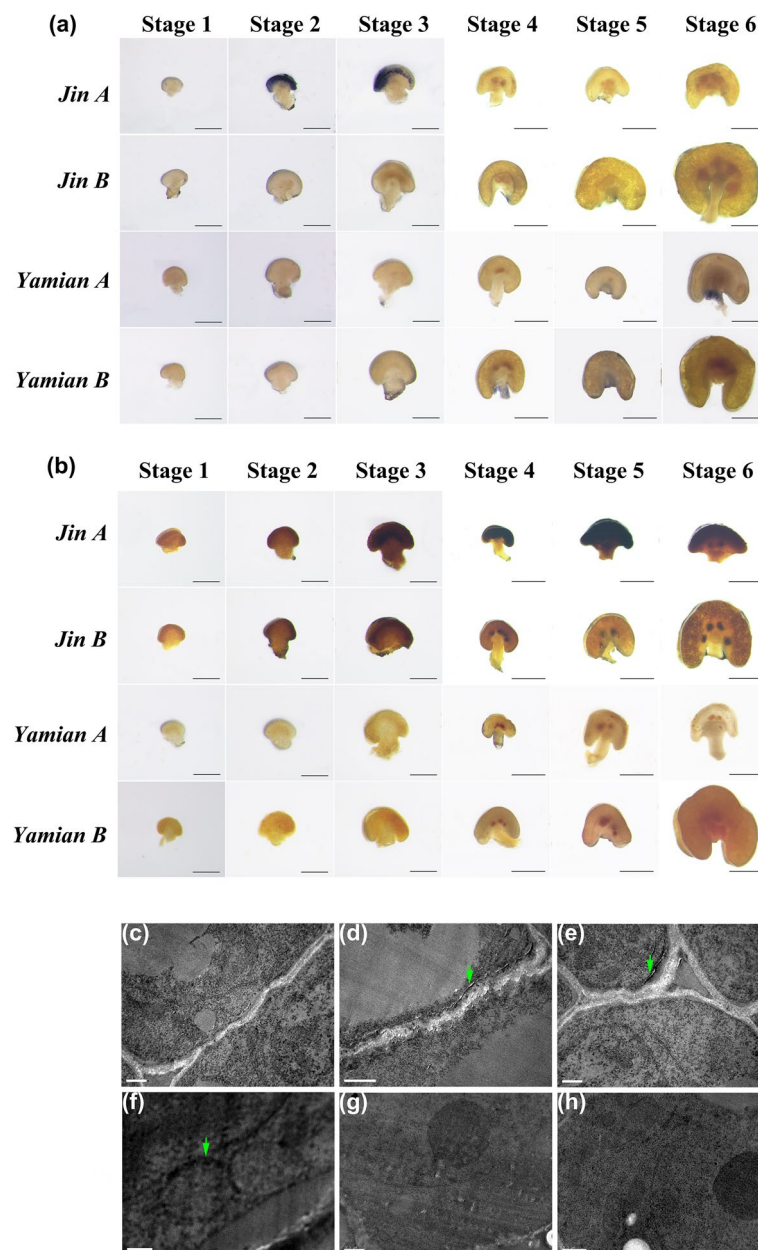 (a) Stage 1 Stage 2 Stage 3 Stage 4 Stage 5 Stage 6
Jin A
Jin B
Yamian A
Yamian B
(b) Stage 1 Stage 2 Stage 3 Stage 4 Stage 5 Stage 6
Jin A
Jin B
Yamian A
Yamian B
(c) (d) (e)
(f) (g) (h)